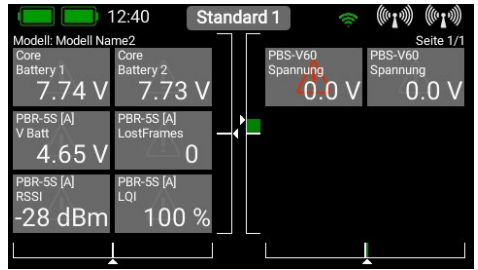 12:40 Standard 1
Modell: Modell Name2
Seite 1/1
Core
Battery 1
7.74 V
Core
Battery 2
7.73 V
PBS-V60
Spannung
0.0 V
PBS-V60
Spannung
0.0 V
PBR-5S [A]
V Batt
4.65 V
PBR-5S [A]
LostFrames
0
PBR-5S [A]
RSSI
-28 dBm
PBR-5S [A]
LQI
100 %